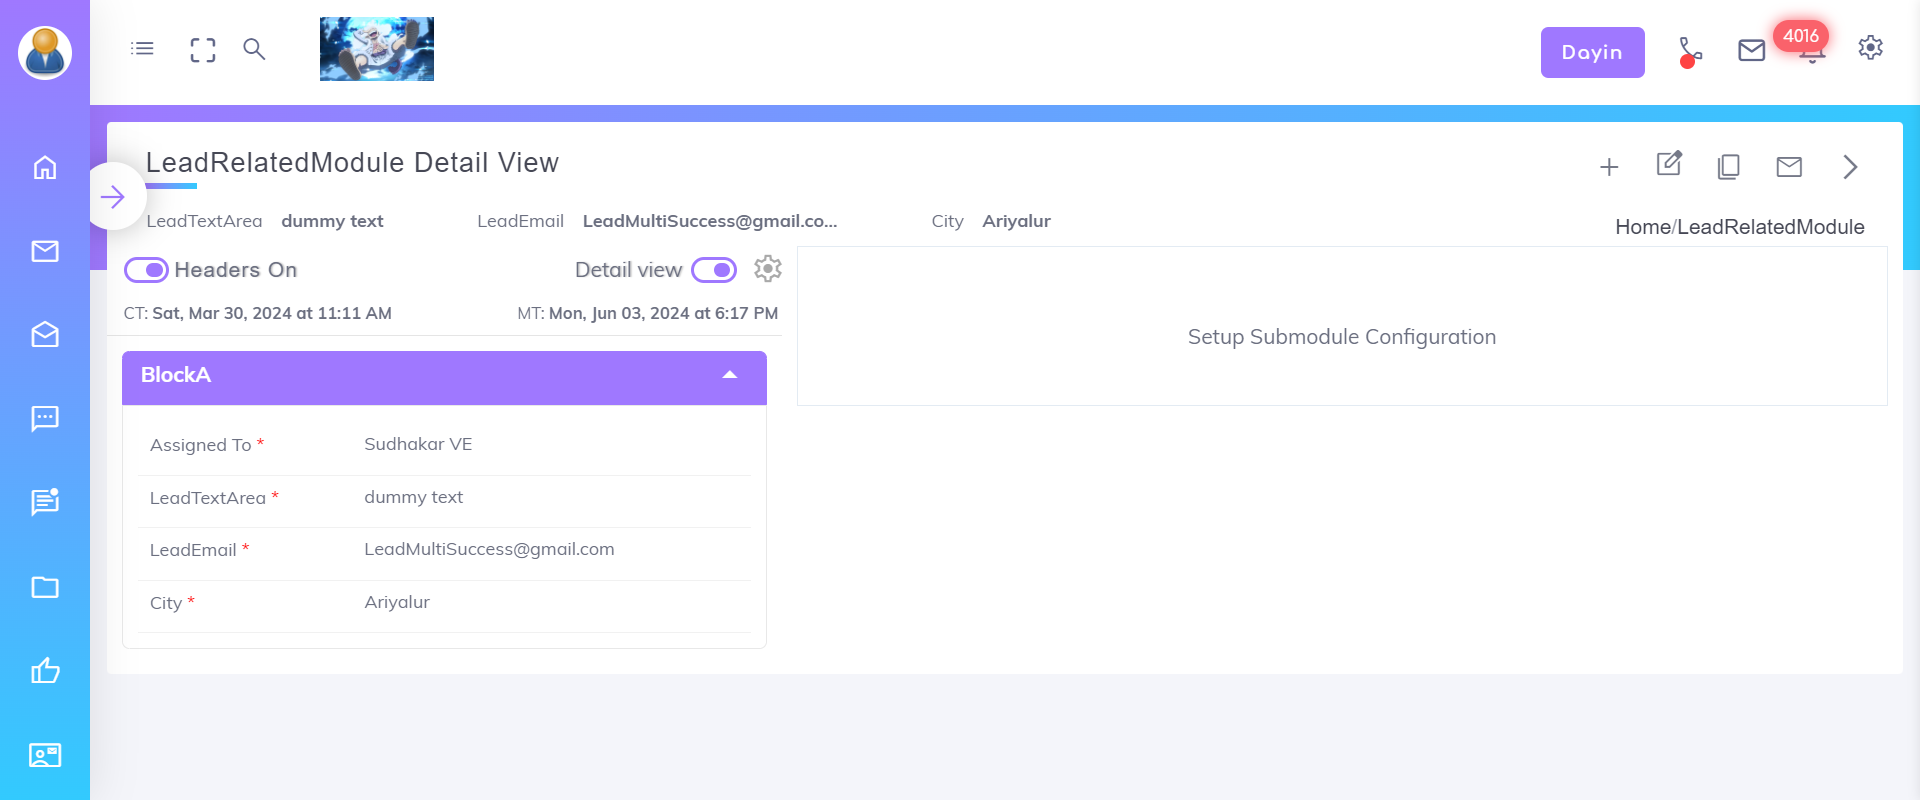 Dayin
4016
LeadRelatedModule Detail View
LeadTextArea dummy text LeadEmail LeadMultiSuccess@gmail.co... City Ariyalur
Home/LeadRelatedModule
Headers On Detail view
CT: Sat, Mar 30, 2024 at 11:11 AM MT: Mon, Jun 03, 2024 at 6:17 PM
Setup Submodule Configuration
BlockA
Assigned To * Sudhakar VE
LeadTextArea * dummy text
LeadEmail * LeadMultiSuccess@gmail.com
City * Ariyalur